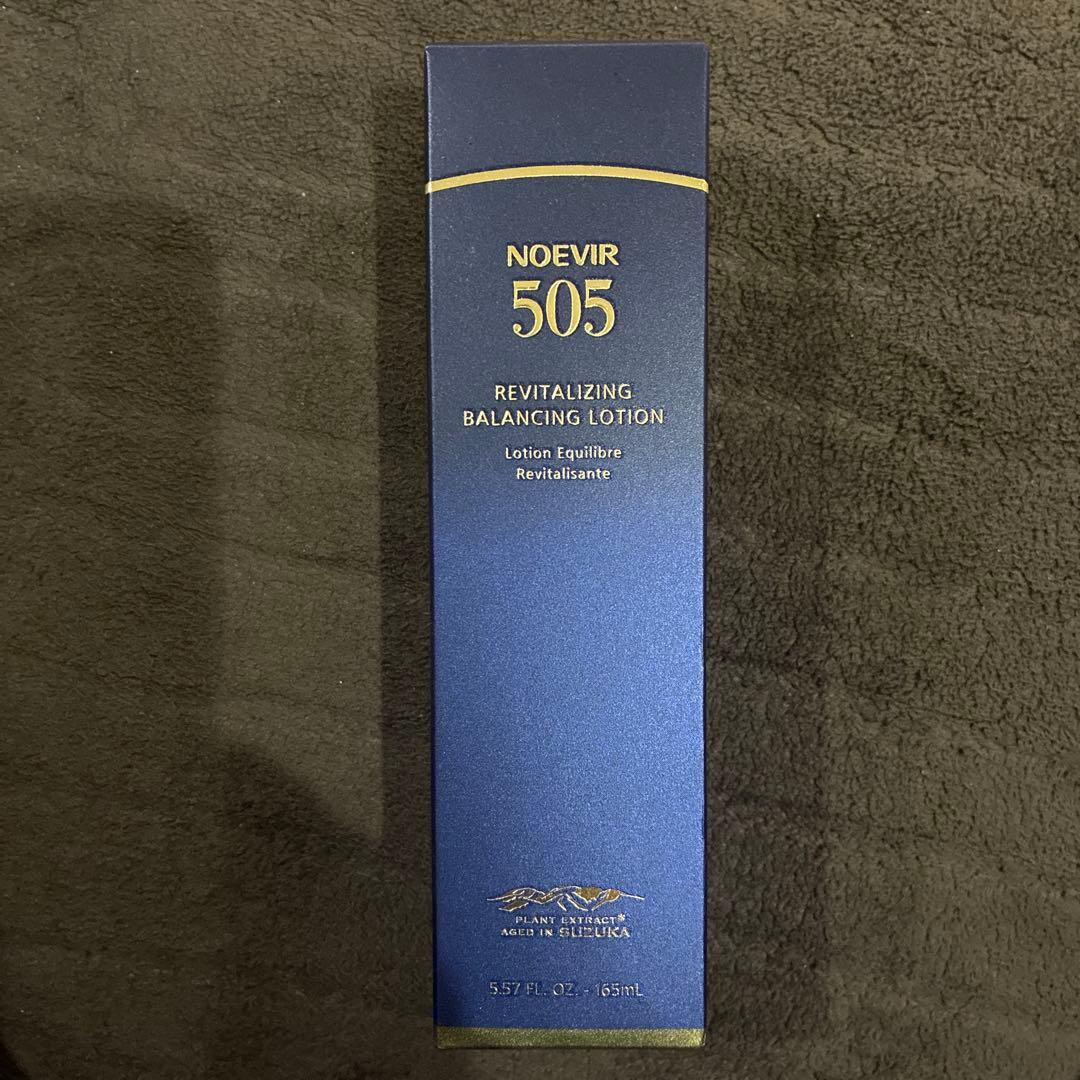 NOEVIR
505
REVITALIZING
BALANCING LOTION
Lotion Equilibre
Revitalisante
PLANT EXTRACT*
AGED IN SUZUKA
5.57 FL. OZ. - 165mL